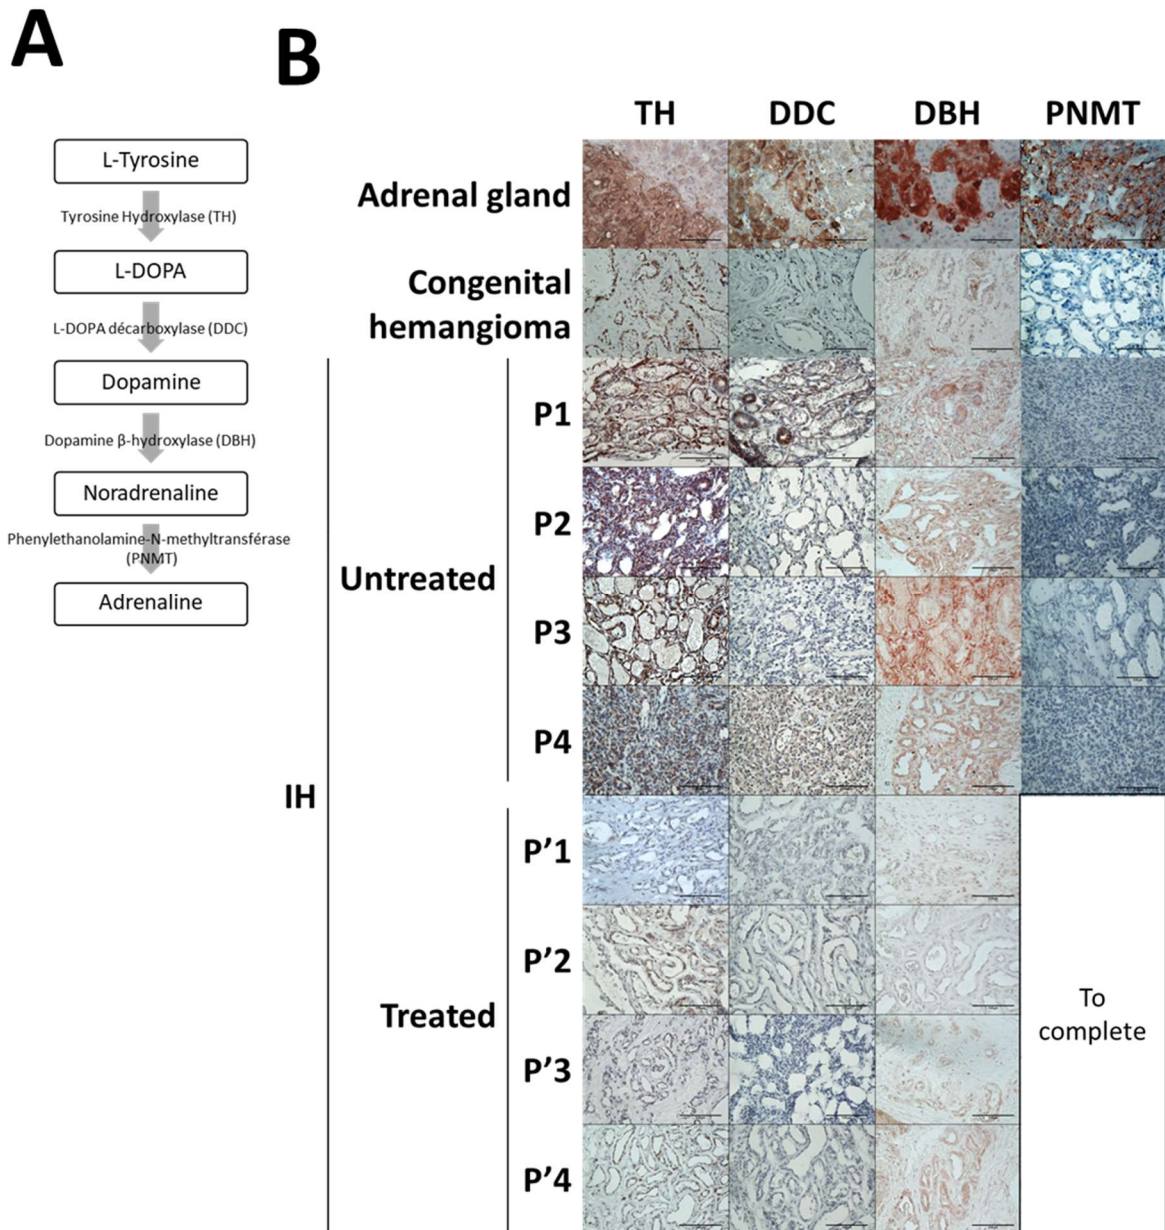 A
L-Tyrosine
Tyrosine Hydroxylase (TH)
L-DOPA
L-DOPA décarboxylase (DDC)
Dopamine
Dopamine β-hydroxylase (DBH)
Noradrenaline
Phenylethanolamine-N-methyltransférase
(PNMT)
Adrenaline
B
TH DDC DBH PNMT
Adrenal gland
Congenital
hemangioma
IH
Untreated
P1
P2
P3
P4
Treated
P'1
P'2
P'3
P'4
To
complete